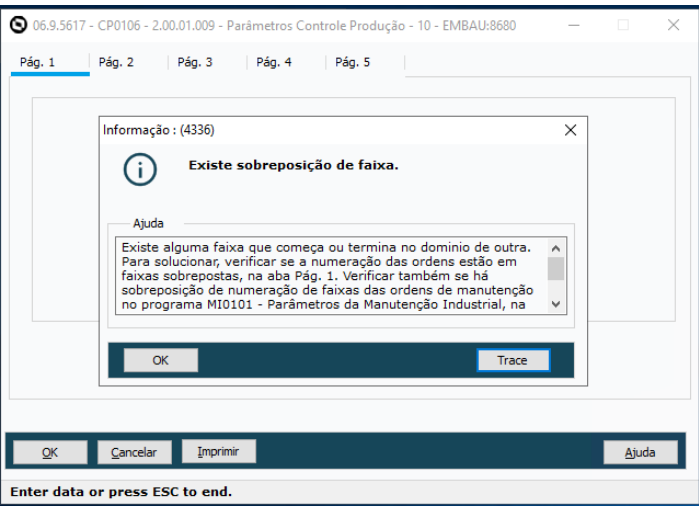 06.9.5617 - CP0106 - 2.00.01.009 - Parâmetros Controle Produção - 10 - EMBAU:8680
Pág. 1 Pág. 2 Pág. 3 Pág. 4 Pág. 5
Informação : (4336)
Existe sobreposição de faixa.
Ajuda
Existe alguma faixa que começa ou termina no dominio de outra.
Para solucionar, verificar se a numeração das ordens estão em
faixas sobrepostas, na aba Pág. 1. Verificar também se há
sobreposição de numeração de faixas das ordens de manutenção
no programa MI0101 - Parâmetros da Manutenção Industrial, na
OK Trace
OK Cancelar Imprimir Ajuda
Enter data or press ESC to end.